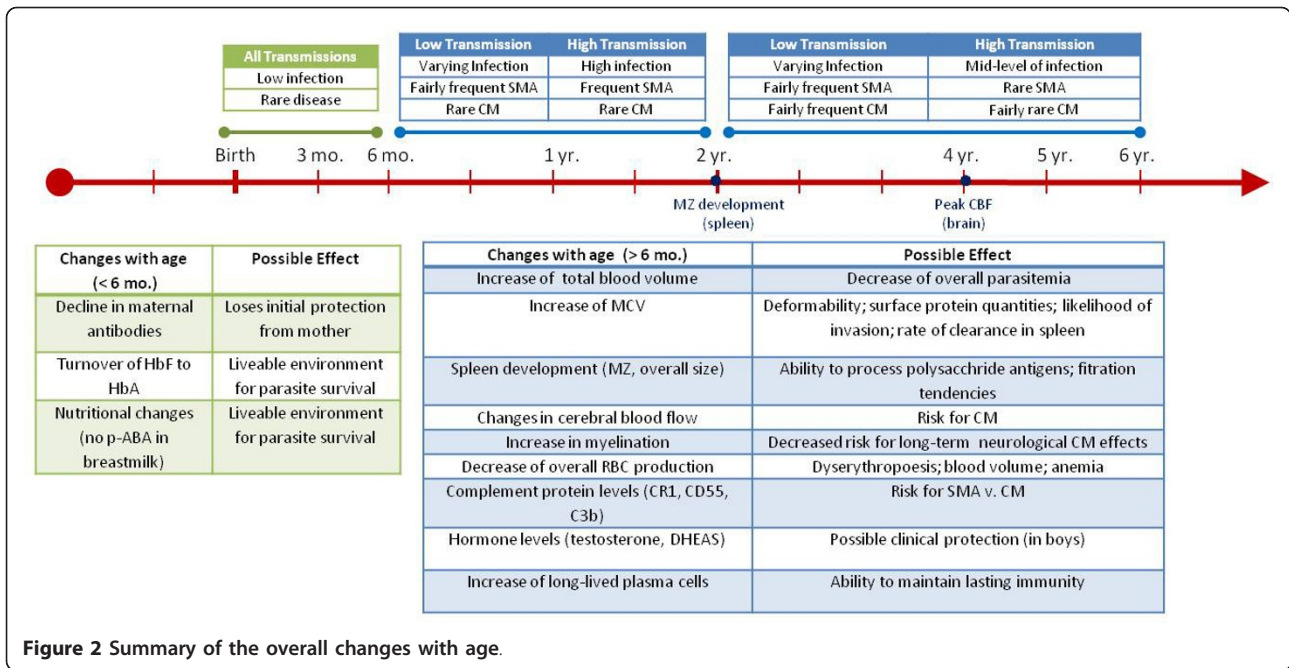 All Transmissions
Low infection
Rare disease
Low Transmission High Transmission
Varying Infection High infection
Fairly frequent SMA Frequent SMA
Rare CM Rare CM
Low Transmission High Transmission
Varying Infection Mid-level of infection
Fairly frequent SMA Rare SMA
Fairly frequent CM Fairly rare CM
Birth 3 mo. 6 mo. 1 yr. 2 yr. 4 yr. 5 yr. 6 yr.
MZ development
(spleen)
Peak CBF
(brain)
Changes with age
(< 6 mo.)
Possible Effect
Decline in maternal
antibodies
Loses initial protection
from mother
Turnover of HbF to
HbA
Liveable environment
for parasite survival
Nutritional changes
(no p-ABA in
breastmilk)
Liveable environment
for parasite survival
Changes with age (> 6 mo.) Possible Effect
Increase of total blood volume Decrease of overall parasitemia
Increase of MCV
Deformability; surface protein quantities; likelihood of
invasion; rate of clearance in spleen
Spleen development (MZ, overall size)
Ability to process polysacchride antigens; fitration
tendencies
Changes in cerebral blood flow Risk for CM
Increase in myelination Decreased risk for long-term neurological CM effects
Decrease of overall RBC production Dyserythropoesis; blood volume; anemia
Complement protein levels (CR1, CD55,
C3b)
Risk for SMA v. CM
Hormone levels (testosterone, DHEAS) Possible clinical protection (in boys)
Increase of long-lived plasma cells Ability to maintain lasting immunity
Figure 2 Summary of the overall changes with age.